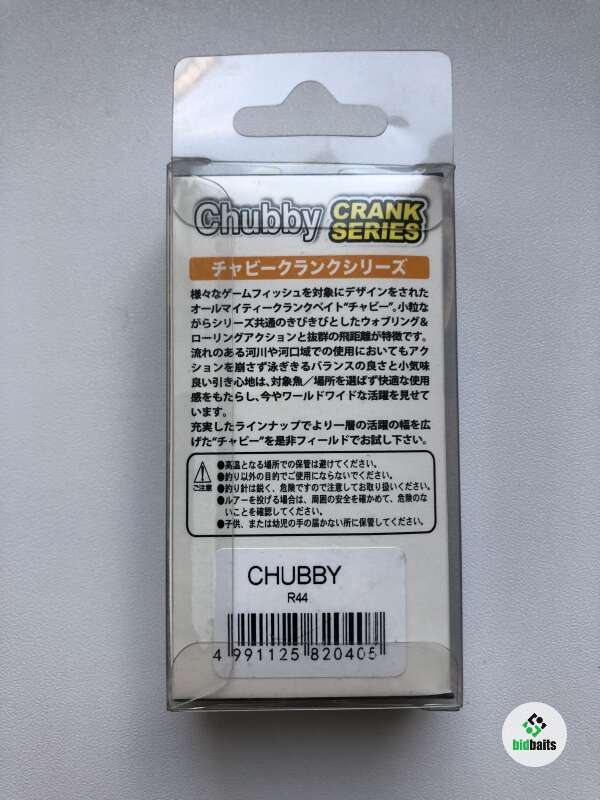 Chubby CRANK SERIES
チャビークランクシリーズ
様々なゲームフィッシュを対象にデザインをされた
オールマイティークランクベイト"チャビー"。小粒な
がらシリーズ共通のきびきびとしたウォブリング&
ローリングアクションと抜群の飛距離が特徴です。
流れのある河川や河口域での使用においてもアク
ションを崩さず泳ぎきるバランスの良さと小気味
良い引き心地は、対象魚/場所を選ばず快適な使用
感をもたらし、今やワールドワイドな活躍を見せて
います。
充実したラインナップでより一層の活躍の幅を広
げた"チャビー"を是非フィールドでお試し下さい。
ご注意
●高温となる場所での保管は避けてください。
●釣り以外の目的でご使用にならないでください。
●釣り針は鋭く、危険ですので注意してお取り扱いください。
●ルアーを投げる場合は、周囲の安全を確かめて、危険のな
いことを確認してください。
●子供、または幼児の手の届かない所に保管してください。
CHUBBY
R44
4 991125 820405
bidbaits